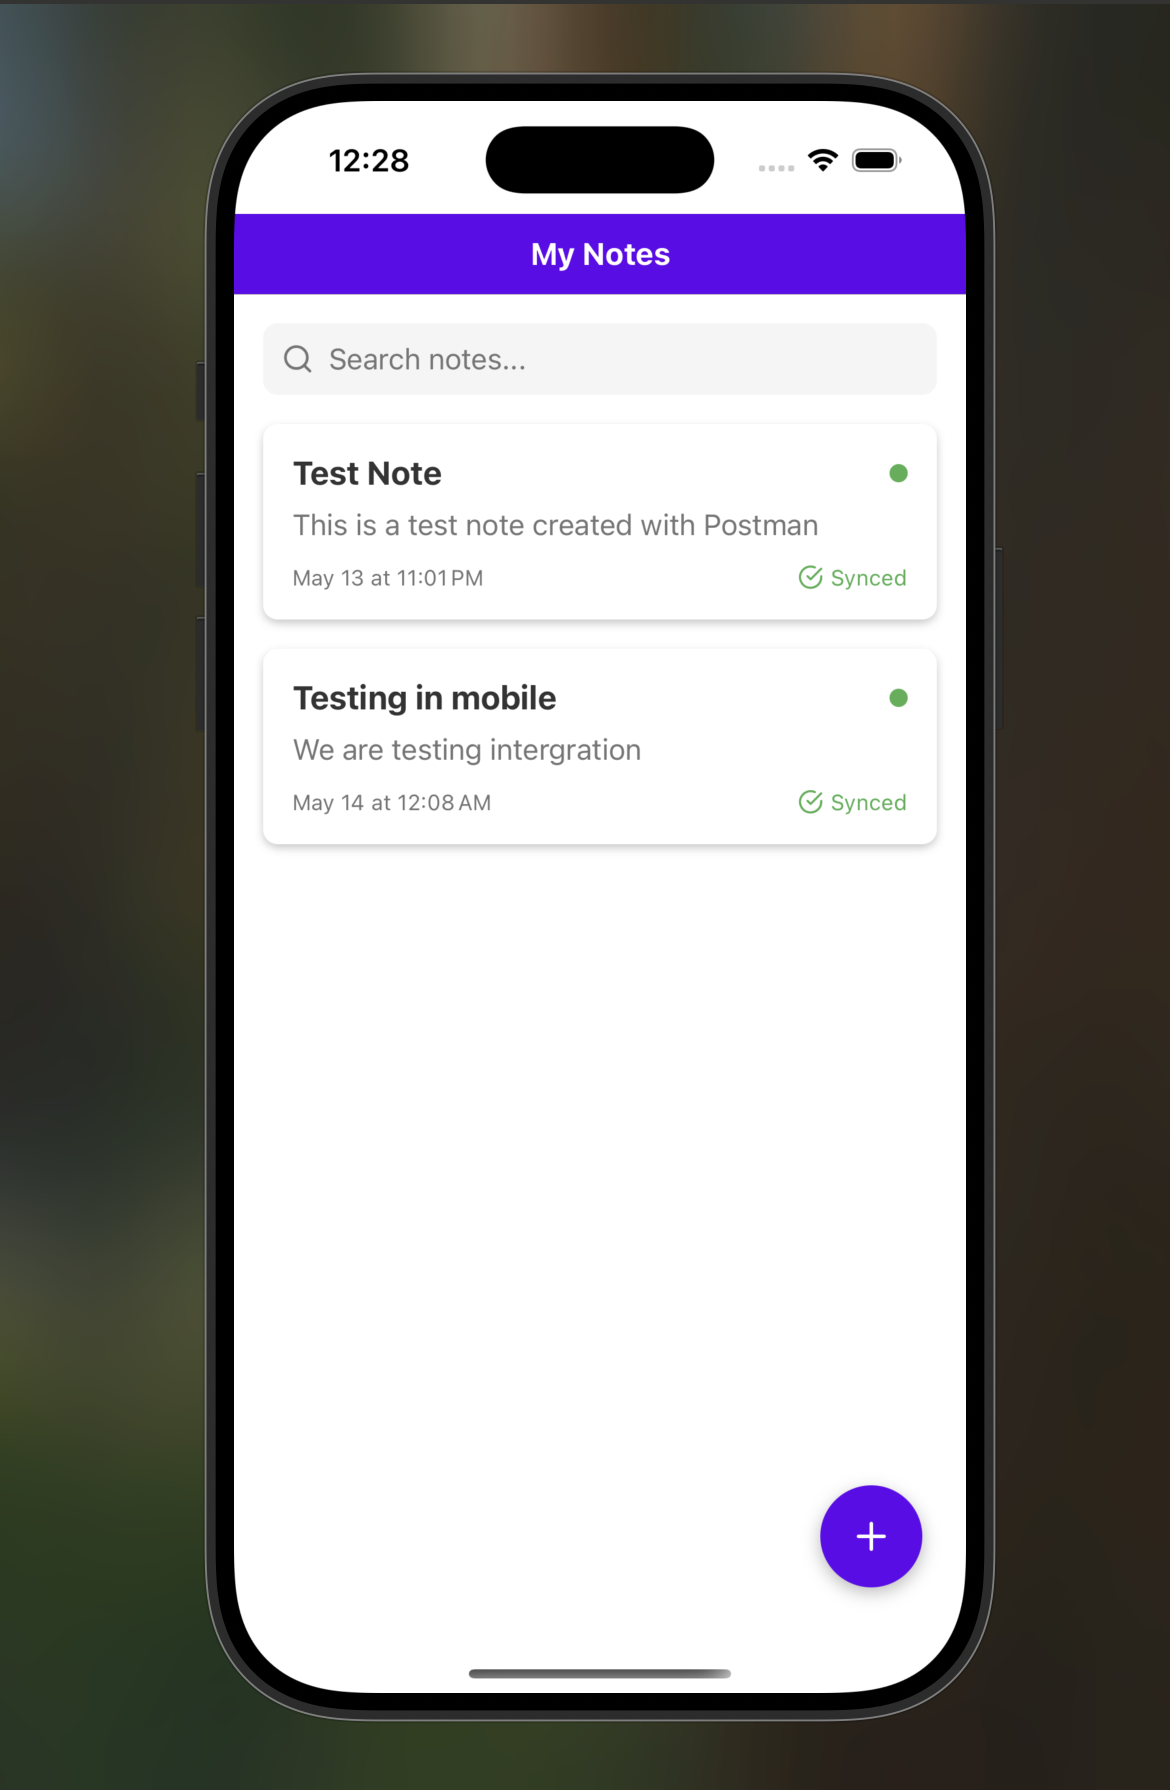 12:28
My Notes
Search notes...
Test Note
This is a test note created with Postman
May 13 at 11:01 PM
Synced
Testing in mobile
We are testing intergration
May 14 at 12:08 AM
Synced